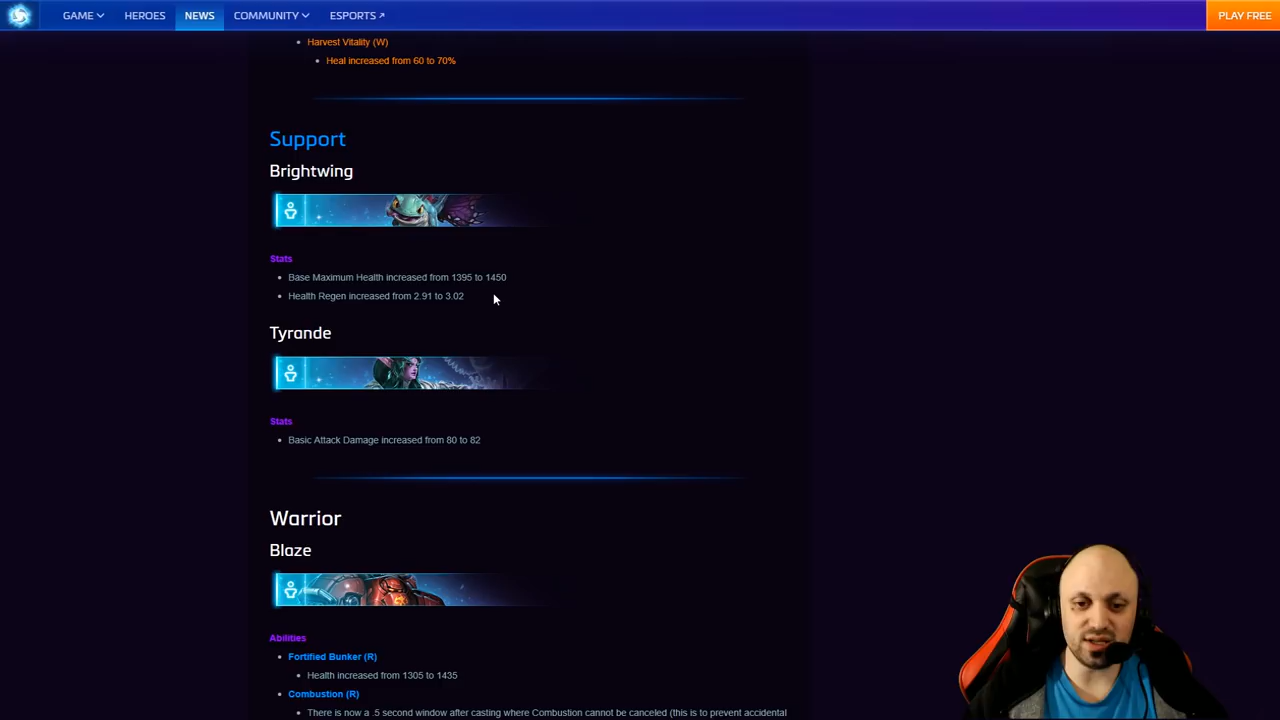 GAME HEROES NEWS COMMUNITY ESPORTS PLAY FREE
Harvest Vitality (W)
Heal increased from 60 to 70%
Support
Brightwing
Stats
Base Maximum Health increased from 1395 to 1450
Health Regen increased from 2.91 to 3.02
Tyrande
Stats
Basic Attack Damage increased from 80 to 82
Warrior
Blaze
Abilities
Fortified Bunker (R)
Health increased from 1305 to 1435
Combustion (R)
There is now a .5 second window after casting where Combustion cannot be canceled (this is to prevent accidental